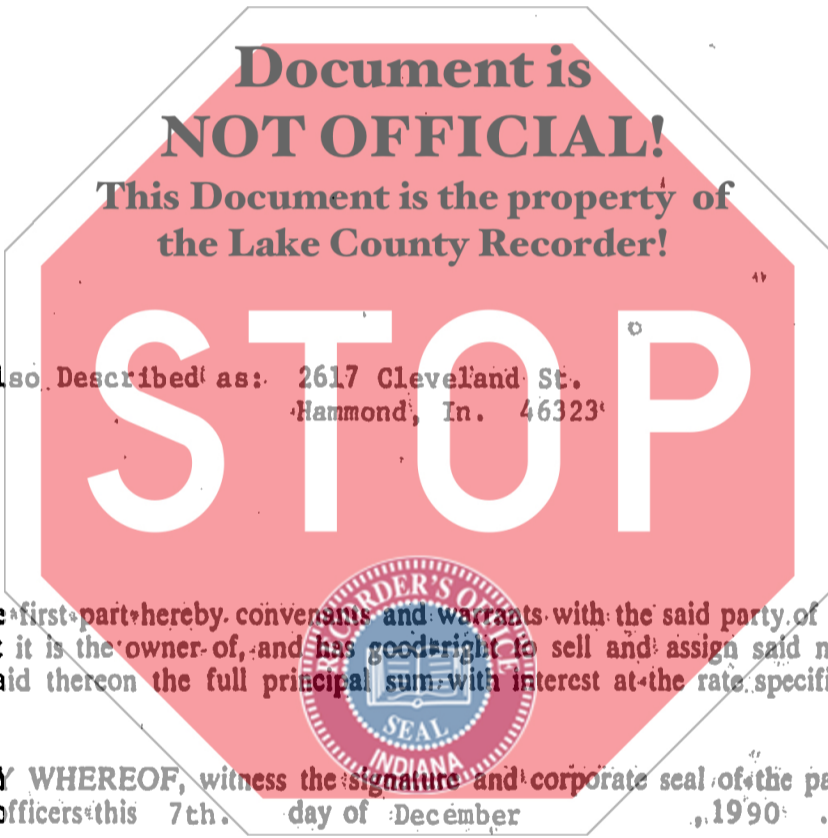 Document is
NOT OFFICIAL!
This Document is the property of
the Lake County Recorder!
STOP
lso Described as: 2617 Cleveland St.
Hammond, In. 46323
first part hereby convenants and warrants with the said party of
it is the owner of, and has good right to sell and assign said
aid thereon the full principal sum with interest at the rate specifi
RECORDER'S OFFICE
SEAL
INDIANA
Y WHEREOF, witness the signature and corporate seal of the pa
officers this 7th. day of December , 1990 .